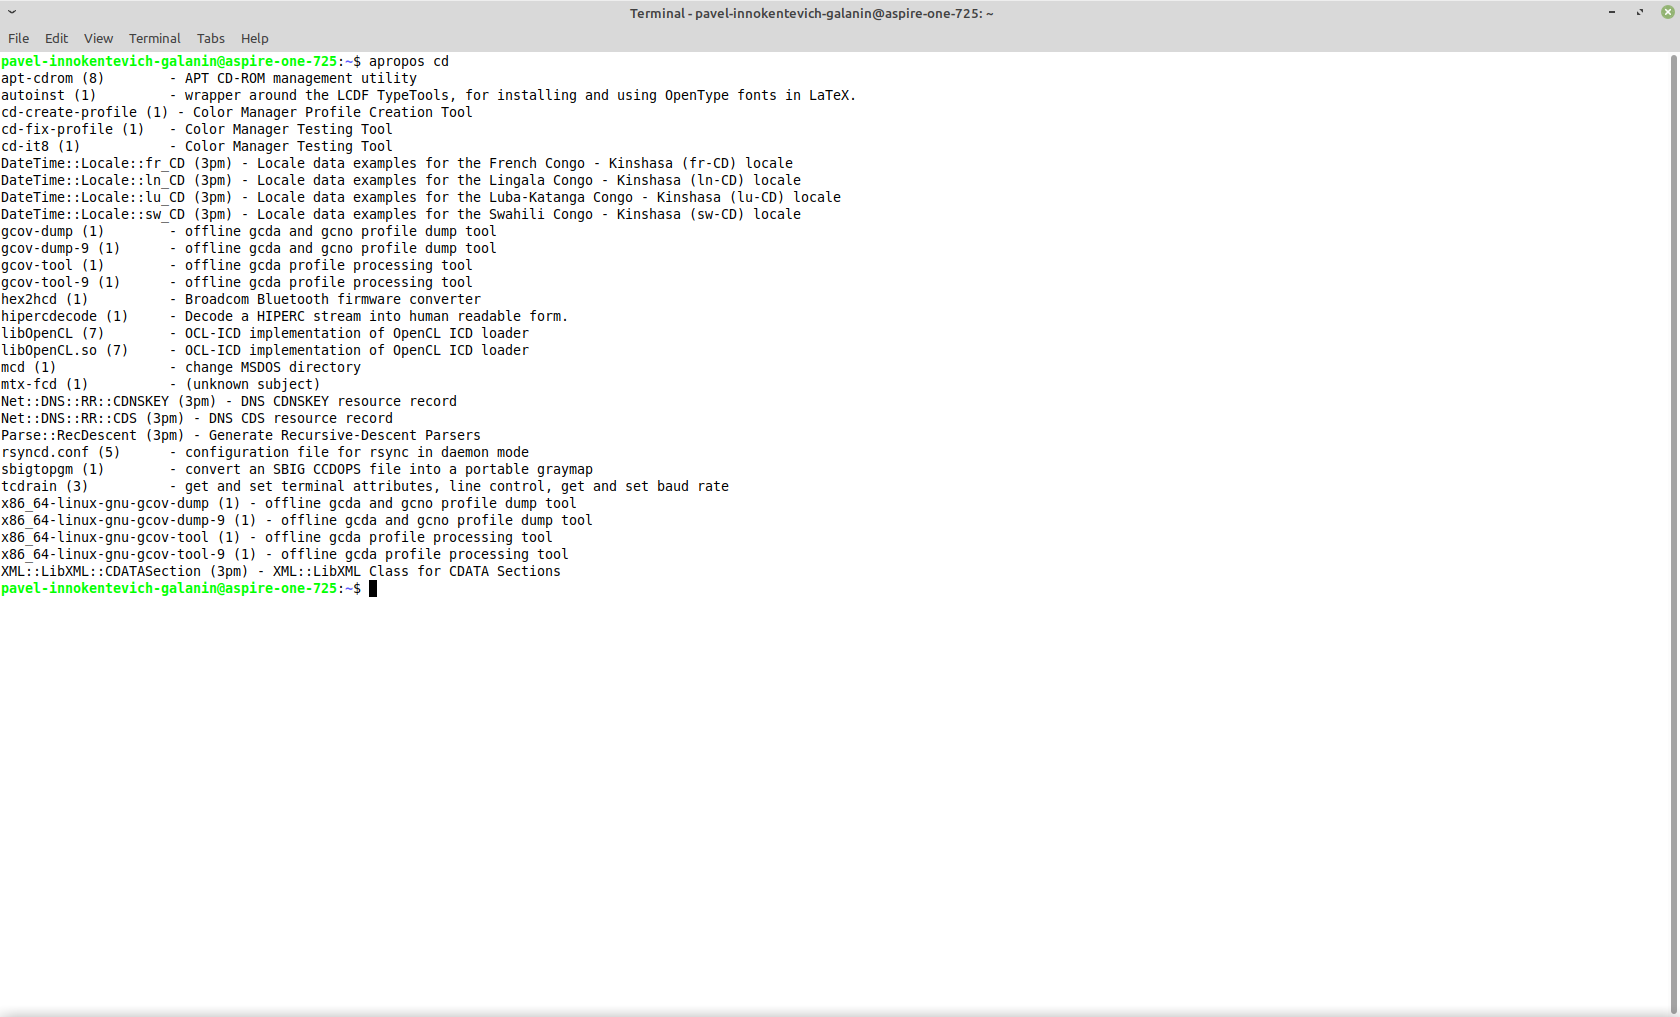 Terminal - pavel-innokentevich-galanin@aspire-one-725: ~
File Edit View Terminal Tabs Help
pavel-innokentevich-galanin@aspire-one-725:~$ apropos cd
apt-cdrom (8)        - APT CD-ROM management utility
autoinst (1)         - wrapper around the LCDF TypeTools, for installing and using OpenType fonts in LaTeX.
cd-create-profile (1) - Color Manager Profile Creation Tool
cd-fix-profile (1)   - Color Manager Testing Tool
cd-it8 (1)           - Color Manager Testing Tool
DateTime::Locale::fr_CD (3pm) - Locale data examples for the French Congo - Kinshasa (fr-CD) locale
DateTime::Locale::ln_CD (3pm) - Locale data examples for the Lingala Congo - Kinshasa (ln-CD) locale
DateTime::Locale::lu_CD (3pm) - Locale data examples for the Luba-Katanga Congo - Kinshasa (lu-CD) locale
DateTime::Locale::sw_CD (3pm) - Locale data examples for the Swahili Congo - Kinshasa (sw-CD) locale
gcov-dump (1)        - offline gcda and gcno profile dump tool
gcov-dump-9 (1)      - offline gcda and gcno profile dump tool
gcov-tool (1)        - offline gcda profile processing tool
gcov-tool-9 (1)      - offline gcda profile processing tool
hex2hcd (1)          - Broadcom Bluetooth firmware converter
hipercdecode (1)     - Decode a HIPERC stream into human readable form.
libOpenCL (7)        - OCL-ICD implementation of OpenCL ICD loader
libOpenCL.so (7)     - OCL-ICD implementation of OpenCL ICD loader
mcd (1)              - change MSDOS directory
mtx-fcd (1)          - (unknown subject)
Net::DNS::RR::CDNSKEY (3pm) - DNS CDNSKEY resource record
Net::DNS::RR::CDS (3pm) - DNS CDS resource record
Parse::RecDescent (3pm) - Generate Recursive-Descent Parsers
rsyncd.conf (5)      - configuration file for rsync in daemon mode
sbigtopgm (1)        - convert an SBIG CCDOPS file into a portable graymap
tcdrain (3)          - get and set terminal attributes, line control, get and set baud rate
x86_64-linux-gnu-gcov-dump (1) - offline gcda and gcno profile dump tool
x86_64-linux-gnu-gcov-dump-9 (1) - offline gcda and gcno profile dump tool
x86_64-linux-gnu-gcov-tool (1) - offline gcda profile processing tool
x86_64-linux-gnu-gcov-tool-9 (1) - offline gcda profile processing tool
XML::LibXML::CDATASection (3pm) - XML::LibXML Class for CDATA Sections
pavel-innokentevich-galanin@aspire-one-725:~$